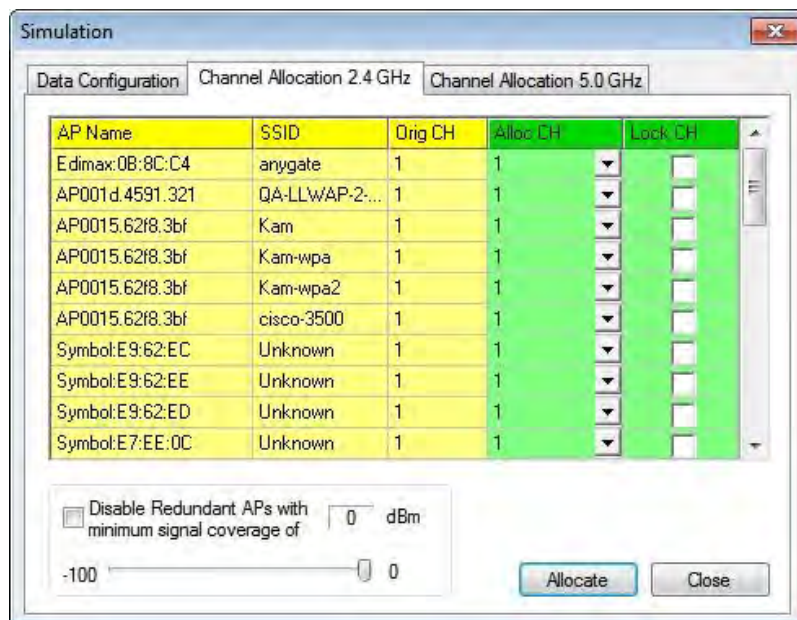 Simulation
Data Configuration Channel Allocation 2.4 GHz Channel Allocation 5.0 GHz
AP Name SSID Orig CH Alloc CH Lock CH
Edimax:0B:8C:C4 anygate 1 1
AP001d.4591.321 QA-LLWAP-2-... 1 1
AP0015.62f8.3bf Kam 1 1
AP0015.62f8.3bf Kam-wpa 1 1
AP0015.62f8.3bf Kam-wpa2 1 1
AP0015.62f8.3bf cisco-3500 1 1
Symbol:E9:62:EC Unknown 1 1
Symbol:E9:62:EE Unknown 1 1
Symbol:E9:62:ED Unknown 1 1
Symbol:E7:EE:0C Unknown 1 1
Disable Redundant APs with
minimum signal coverage of 0 dBm
-100 0
Allocate Close